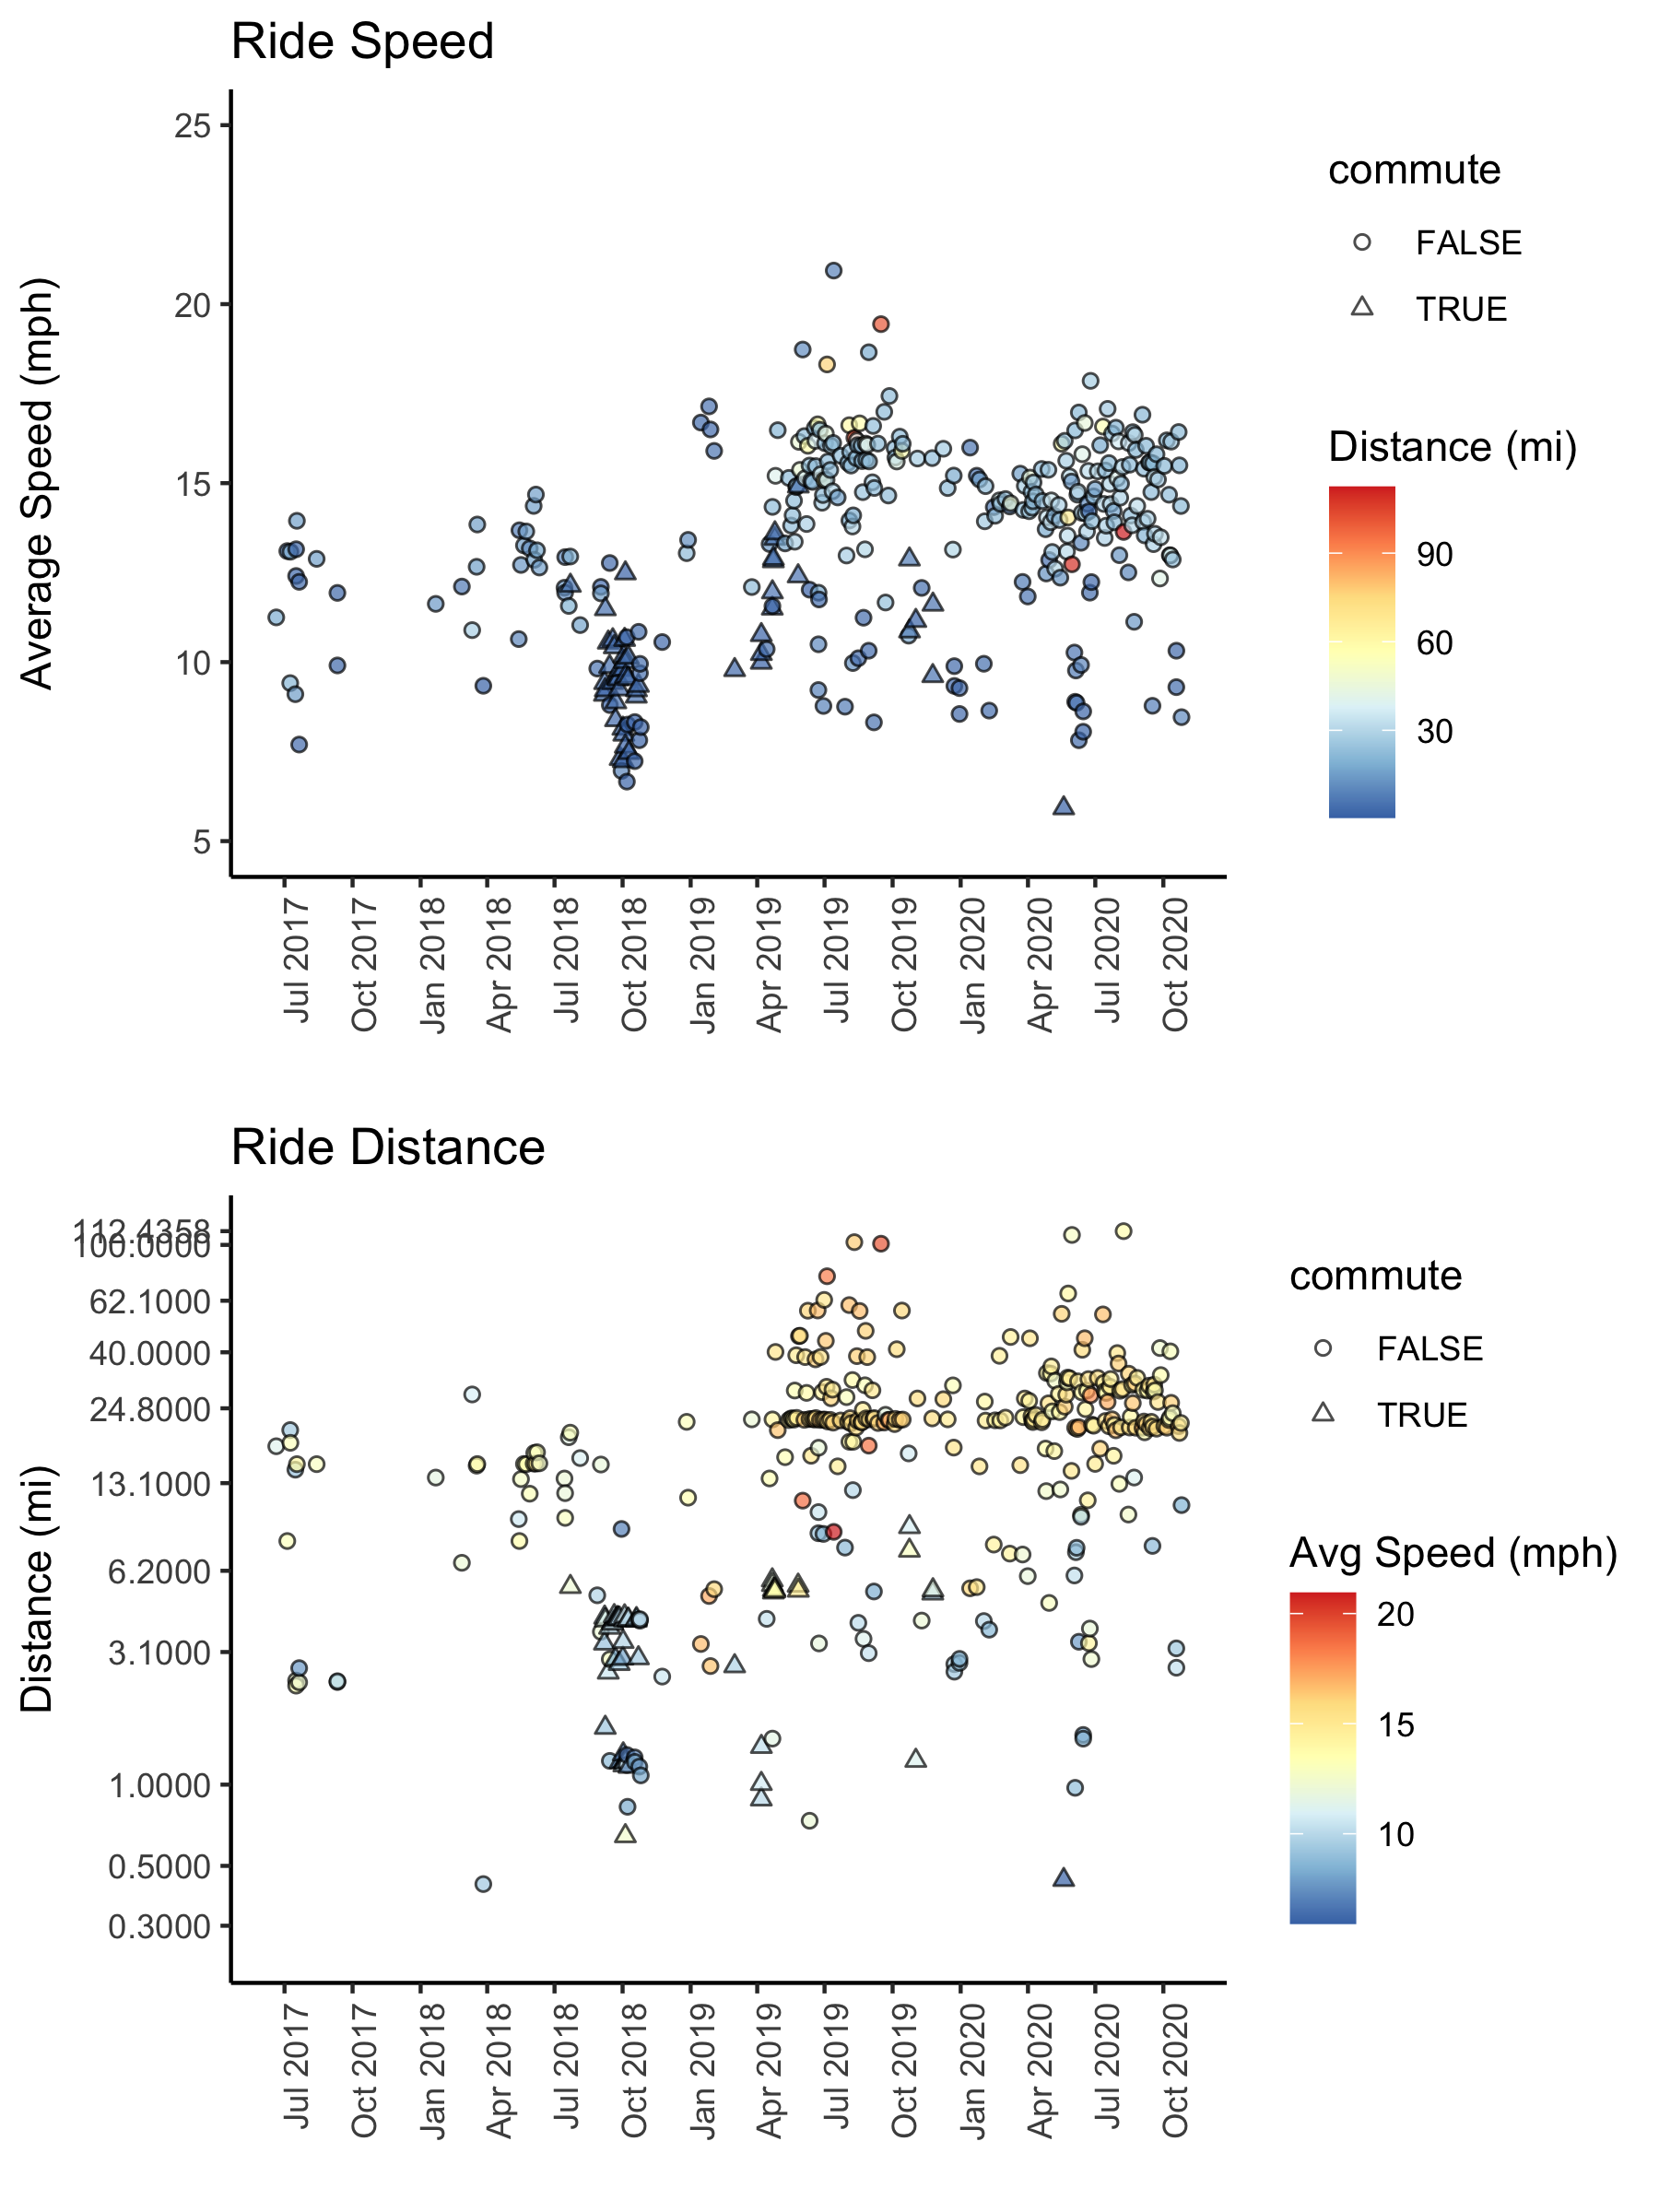 Ride Speed
Average Speed (mph)
25
20
15
10
5
Jul 2017
Oct 2017
Jan 2018
Apr 2018
Jul 2018
Oct 2018
Jan 2019
Apr 2019
Jul 2019
Oct 2019
Jan 2020
Apr 2020
Jul 2020
Oct 2020
commute
FALSE
TRUE
Distance (mi)
90
60
30
Ride Distance
Distance (mi)
112.4358
100.0000
62.1000
40.0000
24.8000
13.1000
6.2000
3.1000
1.0000
0.5000
0.3000
Jul 2017
Oct 2017
Jan 2018
Apr 2018
Jul 2018
Oct 2018
Jan 2019
Apr 2019
Jul 2019
Oct 2019
Jan 2020
Apr 2020
Jul 2020
Oct 2020
commute
FALSE
TRUE
Avg Speed (mph)
20
15
10